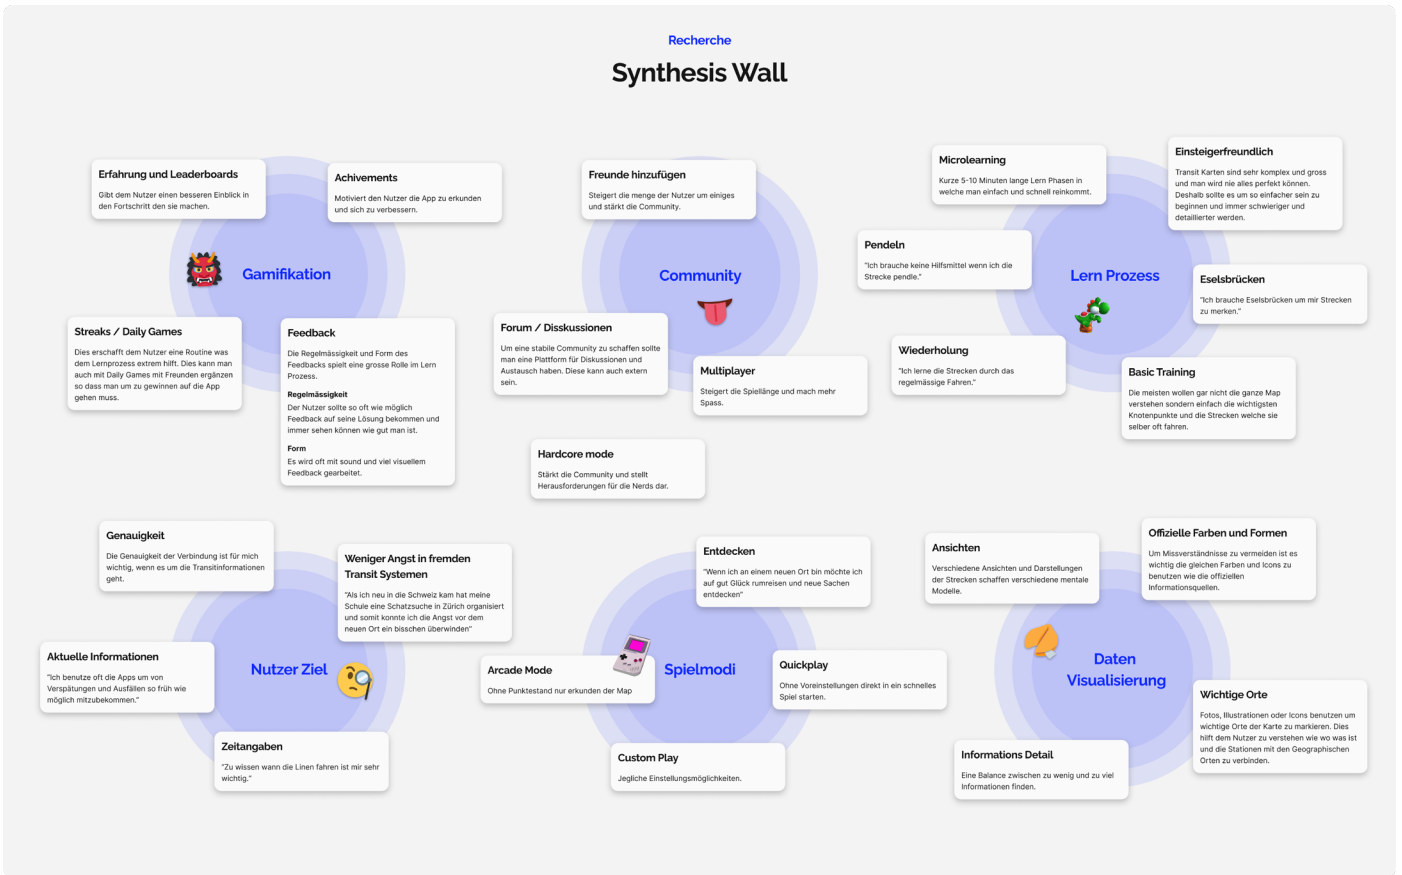 Recherche
Synthesis Wall
Erfahrung und Leaderboards
Gibt dem Nutzer einen besseren Einblick in
den Fortschritt den sie machen.
Achivements
Motiviert den Nutzer die App zu erkunden
und sich zu verbessern.
Gamifikation
Streaks / Daily Games
Dies erschafft dem Nutzer eine Routine was
dem Lernprozess extrem hilft. Dies kann man
auch mit Daily Games mit Freunden ergänzen
so dass man um zu gewinnen auf die App
gehen muss.
Feedback
Die Regelmässigkeit und Form des
Feedbacks spielt eine grosse Rolle im Lern
Prozess.
Regelmässigkeit
Der Nutzer sollte so oft wie möglich
Feedback auf seine Lösung bekommen und
immer sehen können wie gut man ist.
Form
Es wird oft mit sound und viel visuellem
Feedback gearbeitet.
Freunde hinzufügen
Steigert die menge der Nutzer um einiges
und stärkt die Community.
Community
Forum / Disskussionen
Um eine stabile Community zu schaffen sollte
man eine Plattform für Diskussionen und
Austausch haben. Diese kann auch extern
sein.
Multiplayer
Steigert die Spiellänge und mach mehr
Spass.
Hardcore mode
Stärkt die Community und stellt
Herausforderungen für die Nerds dar.
Microlearning
Kurze 5-10 Minuten lange Lern Phasen in
welche man einfach und schnell reinkommt.
Einsteigerfreundlich
Transit Karten sind sehr komplex und gross
und man wird nie alles perfekt können.
Deshalb sollte es um so einfacher sein zu
beginnen und immer schwieriger und
detaillierter werden.
Pendeln
"Ich brauche keine Hilfsmittel wenn ich die
Strecke pendle."
Lern Prozess
Eselsbrücken
"Ich brauche Eselsbrücken um mir Strecken
zu merken."
Wiederholung
"Ich lerne die Strecken durch das
regelmässige Fahren."
Basic Training
Die meisten wollen gar nicht die ganze Map
verstehen sondern einfach die wichtigsten
Knotenpunkte und die Strecken welche sie
selber oft fahren.
Genauigkeit
Die Genauigkeit der Verbindung ist für mich
wichtig, wenn es um die Transitinformationen
geht.
Weniger Angst in fremden
Transit Systemen
"Als ich neu in die Schweiz kam hat meine
Schule eine Schatzsuche in Zürich organisiert
und somit konnte ich die Angst vor dem
neuen Ort ein bisschen überwinden"
Aktuelle Informationen
"Ich benutze oft die Apps um von
Verspätungen und Ausfällen so früh wie
möglich mitzubekommen."
Nutzer Ziel
Zeitangaben
"Zu wissen wann die Linen fahren ist mir sehr
wichtig."
Entdecken
"Wenn ich an einem neuen Ort bin möchte ich
auf gut Glück rumreisen und neue Sachen
entdecken"
Arcade Mode
Ohne Punktestand nur erkunden der Map
Spielmodi
Quickplay
Ohne Voreinstellungen direkt in ein schnelles
Spiel starten.
Custom Play
Jegliche Einstellungsmöglichkeiten.
Ansichten
Verschiedene Ansichten und Darstellungen
der Strecken schaffen verschiedene mentale
Modelle.
Offizielle Farben und Formen
Um Missverständnisse zu vermeiden ist es
wichtig die gleichen Farben und Icons zu
benutzen wie die offiziellen
Informationsquellen.
Daten
Visualisierung
Wichtige Orte
Fotos, Illustrationen oder Icons benutzen um
wichtige Orte der Karte zu markieren. Dies
hilft dem Nutzer zu verstehen wie wo was ist
und die Stationen mit den Geographischen
Orten zu verbinden.
Informations Detail
Eine Balance zwischen zu wenig und zu viel
Informationen finden.